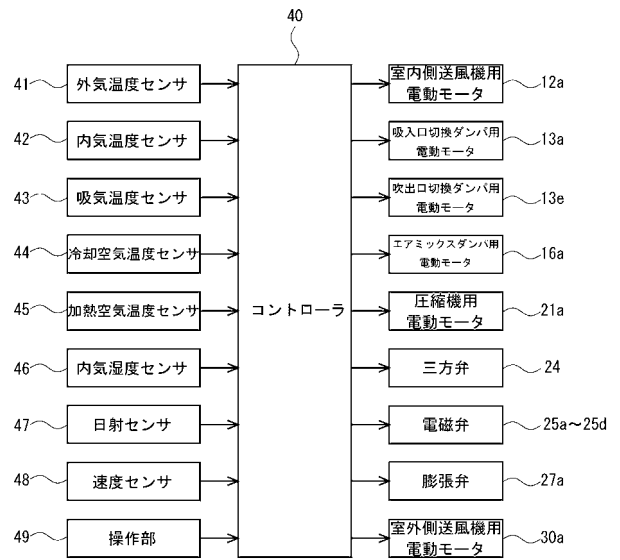 40
41
外気温度センサ
室内側送風機用
電動モータ
12a
42
内気温度センサ
吸入口切換ダンパ用
電動モータ
13a
43
吸気温度センサ
吹出口切換ダンパ用
電動モータ
13e
44
冷却空気温度センサ
エアミックスダンパ用
電動モータ
16a
45
加熱空気温度センサ
コントローラ
圧縮機用
電動モータ
21a
46
内気湿度センサ
三方弁
24
47
日射センサ
電磁弁
25a～25d
48
速度センサ
膨張弁
27a
49
操作部
室外側送風機用
電動モータ
30a